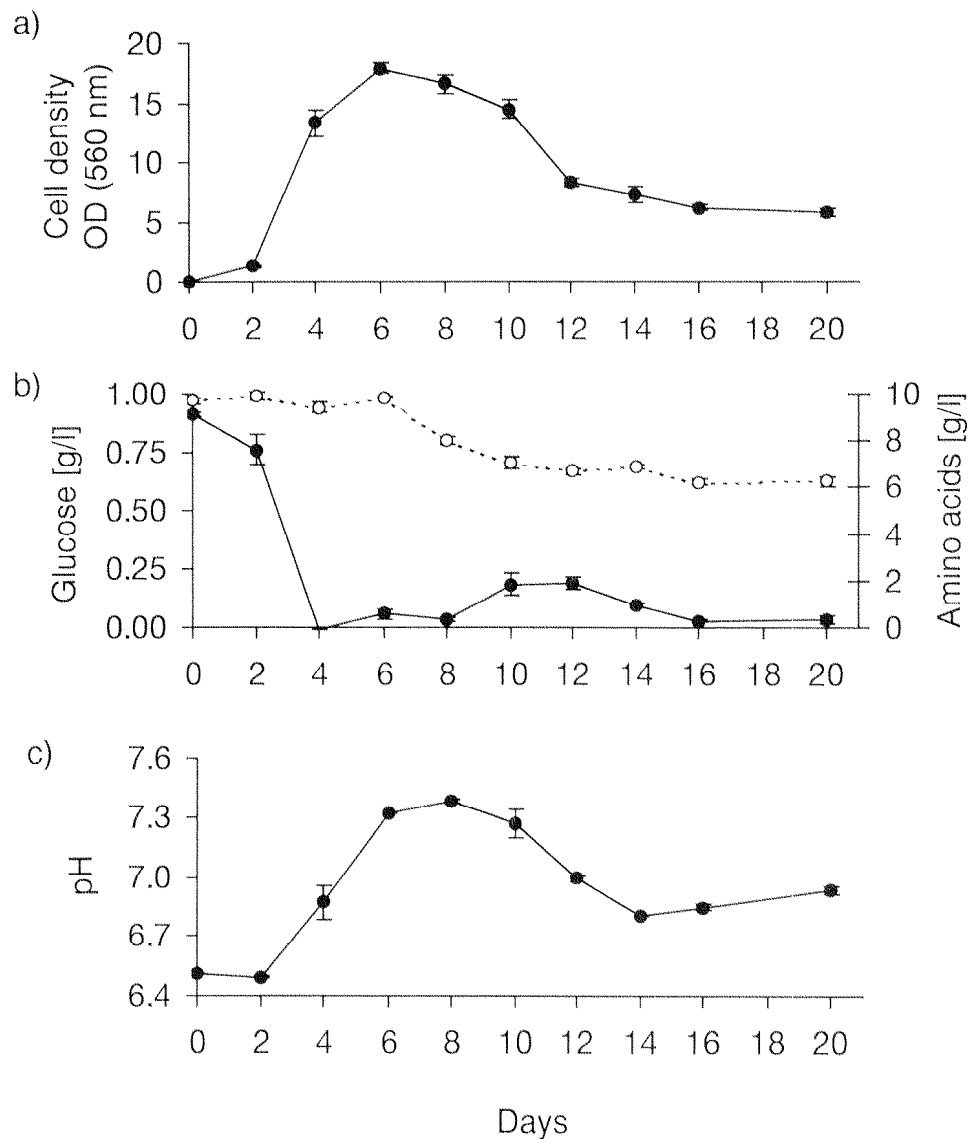 a)
Cell density
OD (560 nm)
20
15
10
5
0
0 2 4 6 8 10 12 14 16 18 20
b)
Glucose [g/l]
1.00
0.75
0.50
0.25
0.00
10
8
6
4
2
0
Amino acids [g/l]
0 2 4 6 8 10 12 14 16 18 20
c)
pH
7.6
7.3
7.0
6.7
6.4
0 2 4 6 8 10 12 14 16 18 20
Days